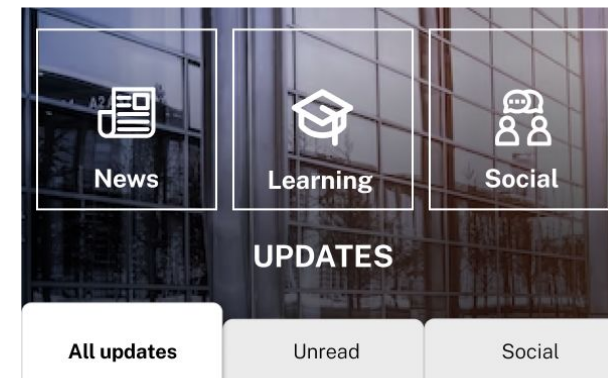 News
Learning
Social
UPDATES
All updates
Unread
Social